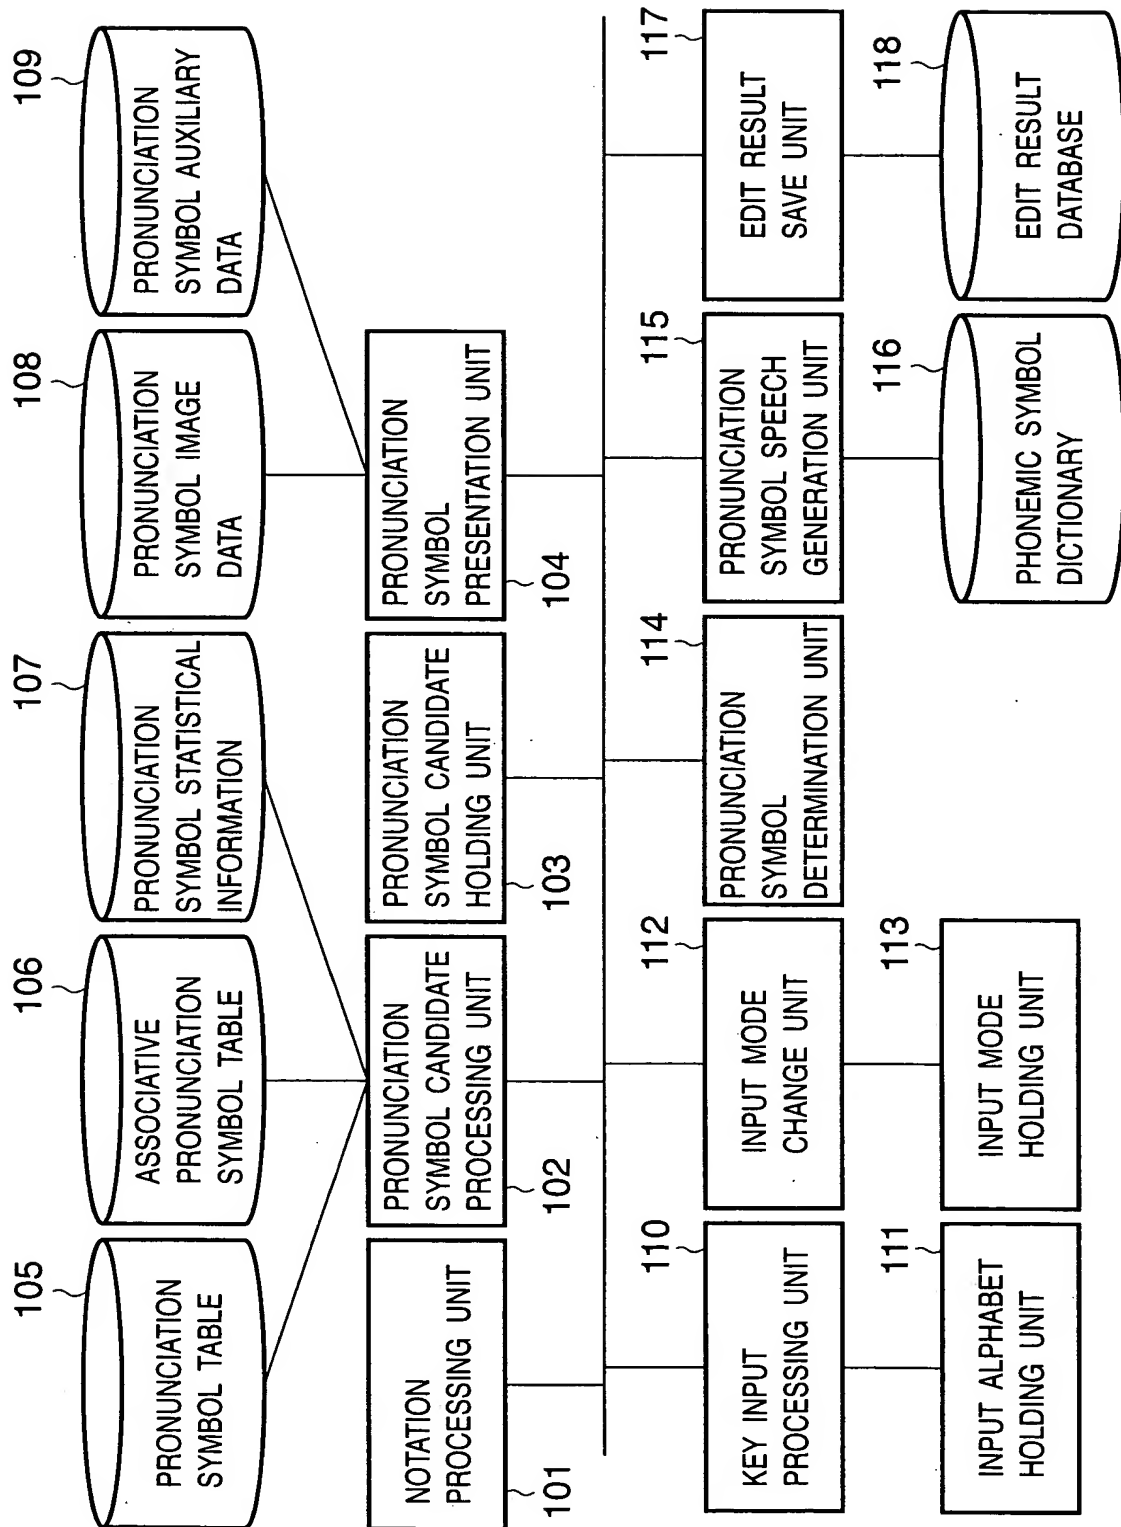 105
PRONUNCIATION
SYMBOL TABLE
106
ASSOCIATIVE
PRONUNCIATION
SYMBOL TABLE
107
PRONUNCIATION
SYMBOL STATISTICAL
INFORMATION
108
PRONUNCIATION
SYMBOL IMAGE
DATA
109
PRONUNCIATION
SYMBOL AUXILIARY
DATA
NOTATION
PROCESSING UNIT
101
PRONUNCIATION
SYMBOL CANDIDATE
PROCESSING UNIT
102
PRONUNCIATION
SYMBOL CANDIDATE
HOLDING UNIT
103
PRONUNCIATION
SYMBOL
PRESENTATION UNIT
104
110
KEY INPUT
PROCESSING UNIT
112
INPUT MODE
CHANGE UNIT
114
PRONUNCIATION
SYMBOL
DETERMINATION UNIT
115
PRONUNCIATION
SYMBOL SPEECH
GENERATION UNIT
117
EDIT RESULT
SAVE UNIT
111
INPUT ALPHABET
HOLDING UNIT
113
INPUT MODE
HOLDING UNIT
116
PHONEMIC SYMBOL
DICTIONARY
118
EDIT RESULT
DATABASE